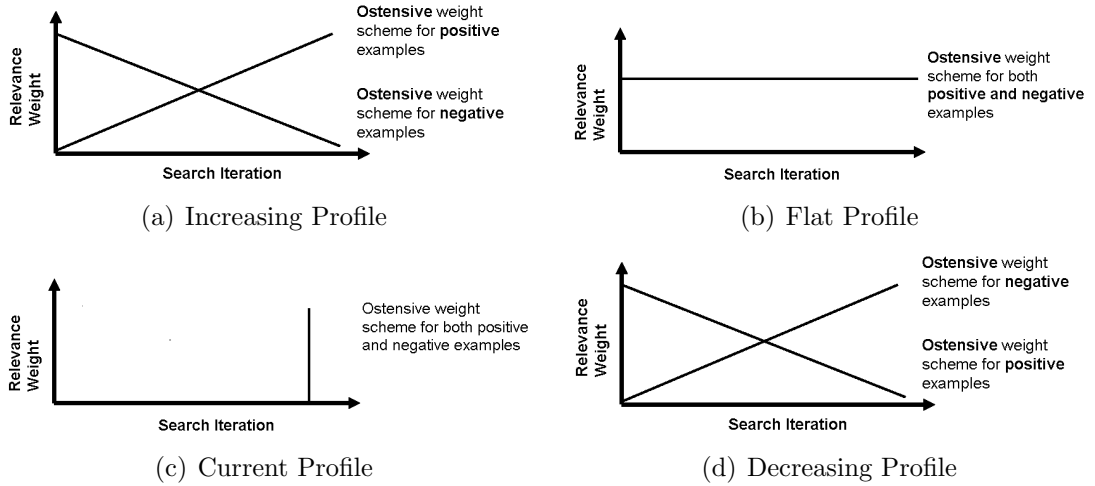 Relevance
Weight
Ostensive weight
scheme for positive
examples
Ostensive weight
scheme for negative
examples
Search Iteration
(a) Increasing Profile
Relevance
Weight
Ostensive weight
scheme for both
positive and negative
examples
Search Iteration
(b) Flat Profile
Relevance
Weight
Ostensive weight
scheme for both positive
and negative examples
Search Iteration
(c) Current Profile
Relevance
Weight
Ostensive weight
scheme for negative
examples
Ostensive weight
scheme for positive
examples
Search Iteration
(d) Decreasing Profile